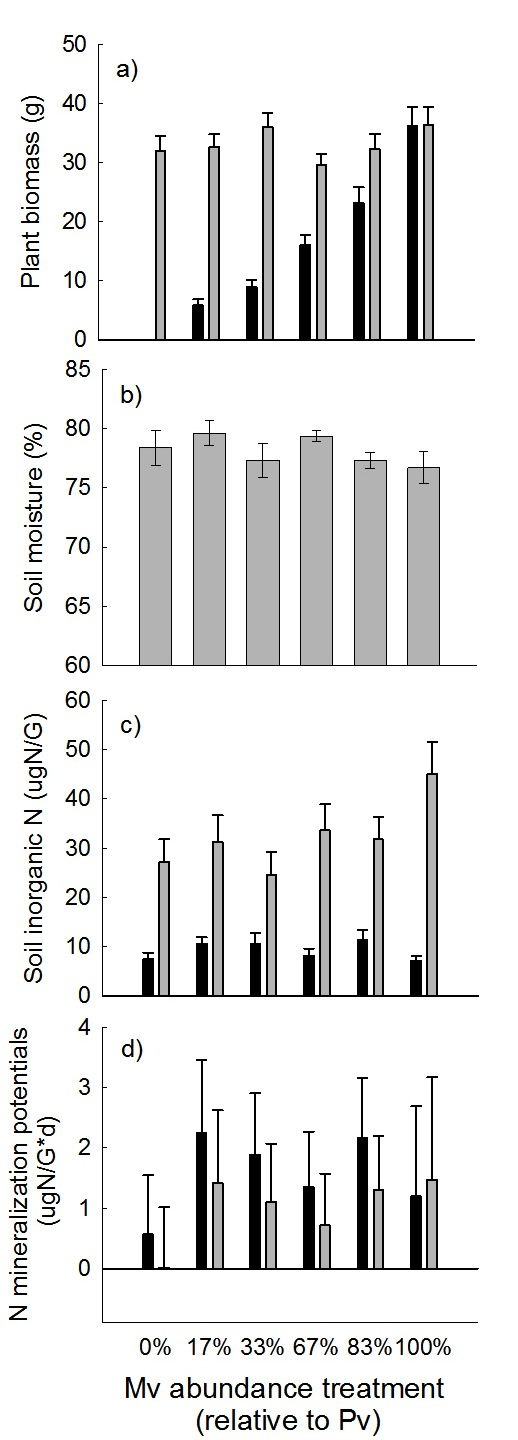 50
a)
40
30
20
10
0
Plant biomass (g)
85
b)
80
75
70
65
60
Soil moisture (%)
60
c)
50
40
30
20
10
0
Soil inorganic N (ugN/G)
4
d)
3
2
1
0
N mineralization potentials
(ugN/G*d)
0% 17% 33% 67% 83% 100%
Mv abundance treatment
(relative to Pv)